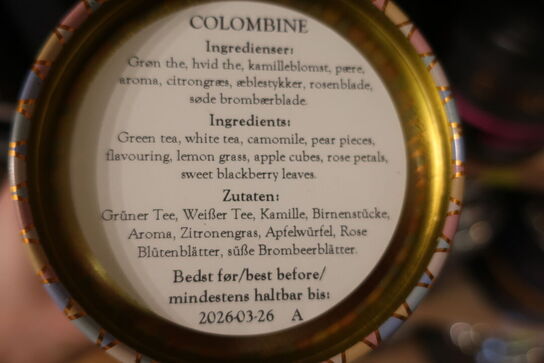 COLOMBINE
Ingredienser:
Grøn the, hvid the, kamilleblomst, pære,
aroma, citrongræs, æblestykker, rosenblade,
søde brombærblade.
Ingredients:
Green tea, white tea, camomile, pear pieces,
flavouring, lemon grass, apple cubes, rose petals,
sweet blackberry leaves.
Zutaten:
Grüner Tee, Weißer Tee, Kamille, Birnenstücke,
Aroma, Zitronengras, Apfelwürfel, Rose
Blütenblätter, süße Brombeerblätter.
Bedst før/best before/
mindestens haltbar bis:
2026-03-26 A